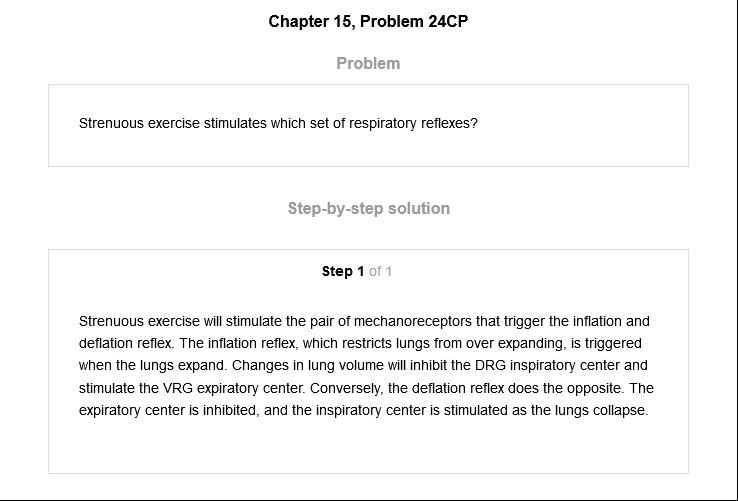 Chapter 15, Problem 24CP
Problem
Strenuous exercise stimulates which set of respiratory reflexes?
Step-by-step solution
Step 1 of 1
Strenuous exercise will stimulate the pair of mechanoreceptors that trigger the inflation and
deflation reflex. The inflation reflex, which restricts lungs from over expanding, is triggered
when the lungs expand. Changes in lung volume will inhibit the DRG inspiratory center and
stimulate the VRG expiratory center. Conversely, the deflation reflex does the opposite. The
expiratory center is inhibited, and the inspiratory center is stimulated as the lungs collapse.